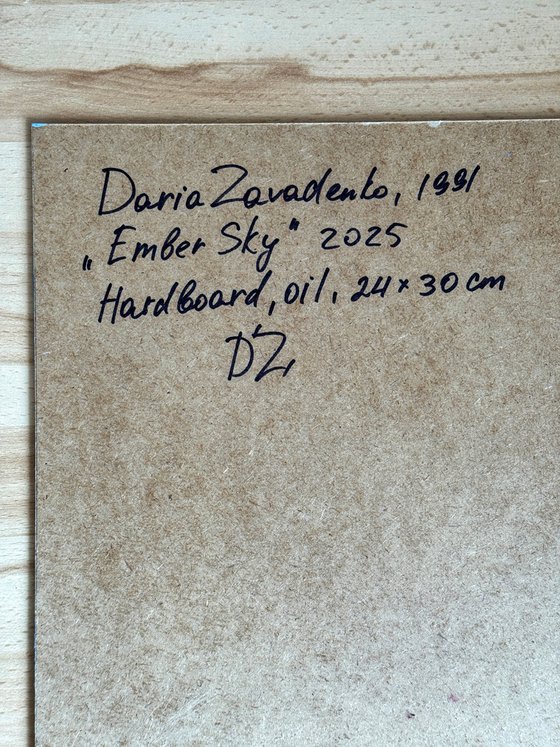 Daria Zavadenko, 1991
„Ember Sky" 2025
Hardboard, oil, 24 × 30 cm
DZ